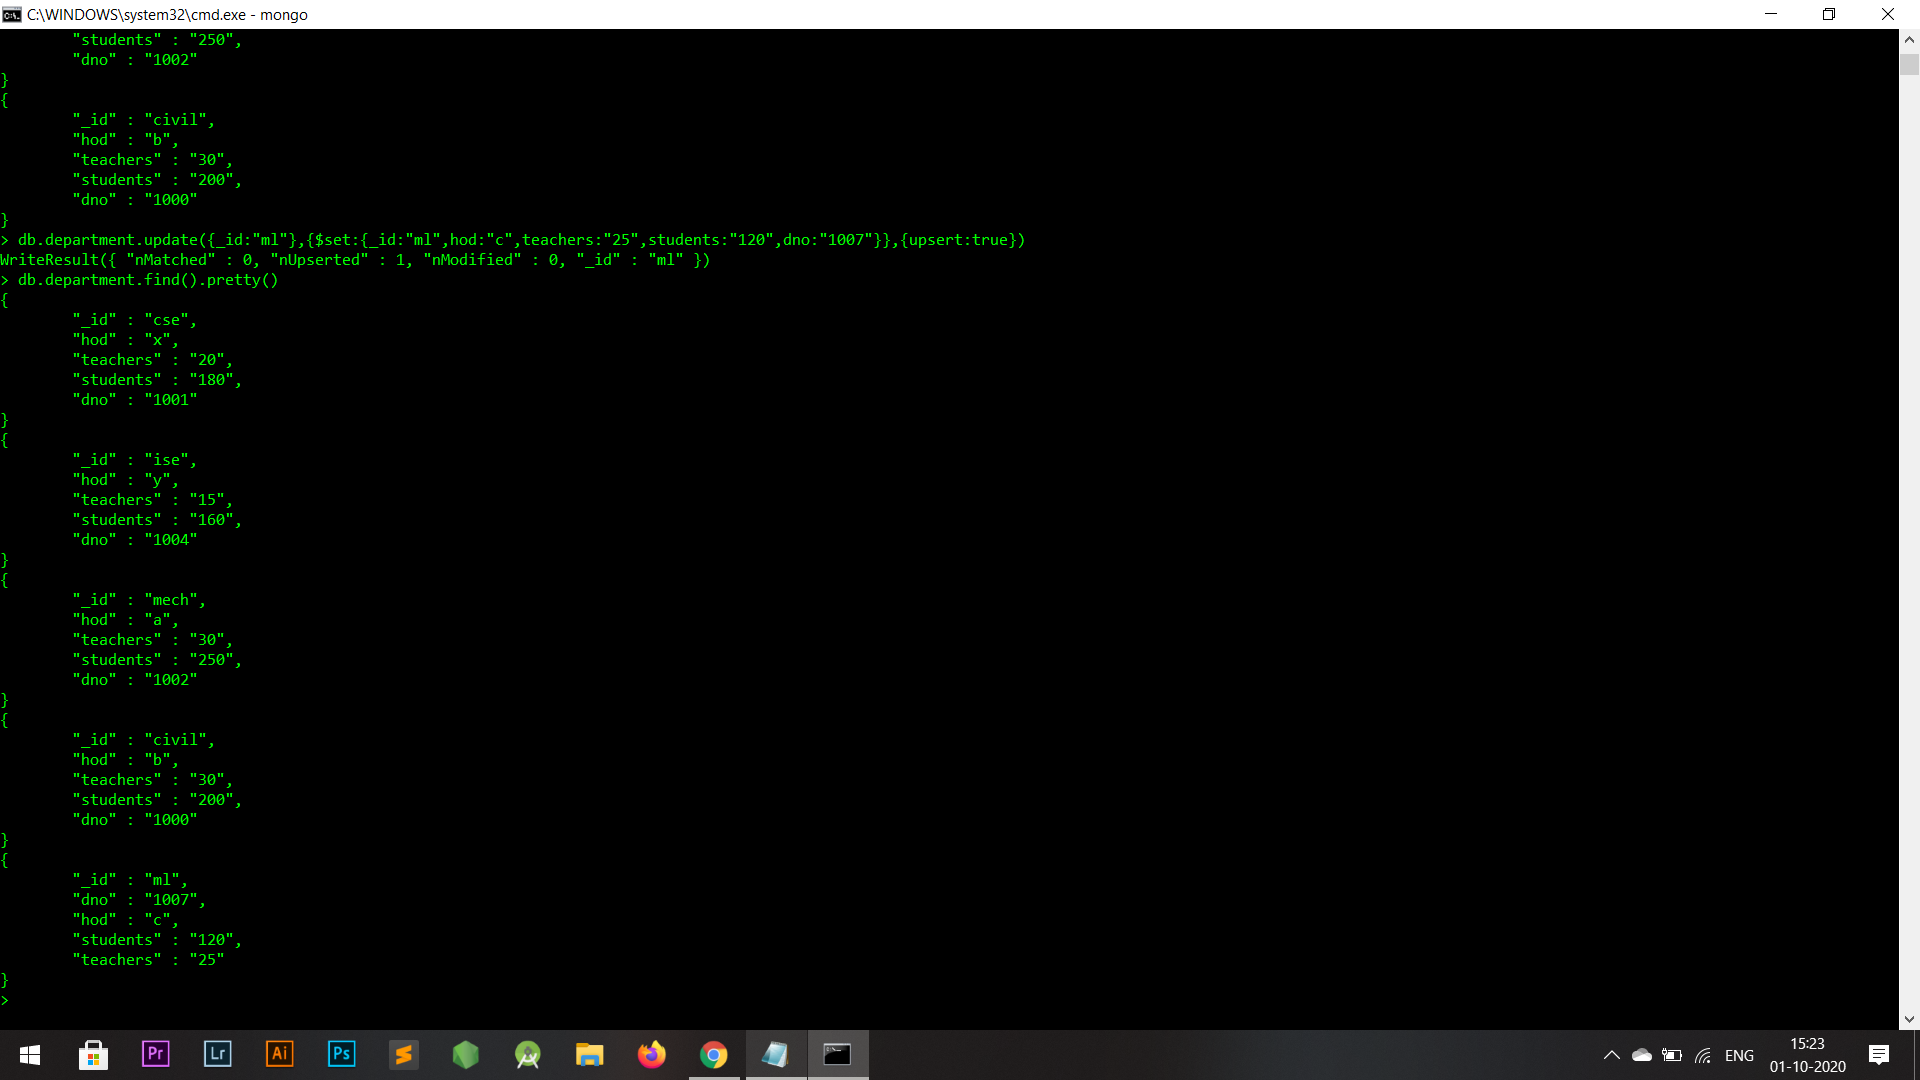 C:\WINDOWS\system32\cmd.exe - mongo
        "students" : "250",
        "dno" : "1002"
}
{
        "_id" : "civil",
        "hod" : "b",
        "teachers" : "30",
        "students" : "200",
        "dno" : "1000"
}
> db.department.update({_id:"ml"},{$set:{_id:"ml",hod:"c",teachers:"25",students:"120",dno:"1007"}},{upsert:true})
WriteResult({ "nMatched" : 0, "nUpserted" : 1, "nModified" : 0, "_id" : "ml" })
> db.department.find().pretty()
{
        "_id" : "cse",
        "hod" : "x",
        "teachers" : "20",
        "students" : "180",
        "dno" : "1001"
}
{
        "_id" : "ise",
        "hod" : "y",
        "teachers" : "15",
        "students" : "160",
        "dno" : "1004"
}
{
        "_id" : "mech",
        "hod" : "a",
        "teachers" : "30",
        "students" : "250",
        "dno" : "1002"
}
{
        "_id" : "civil",
        "hod" : "b",
        "teachers" : "30",
        "students" : "200",
        "dno" : "1000"
}
{
        "_id" : "ml",
        "dno" : "1007",
        "hod" : "c",
        "students" : "120",
        "teachers" : "25"
}
>
Pr Lr Ai Ps
ENG
15:23
01-10-2020